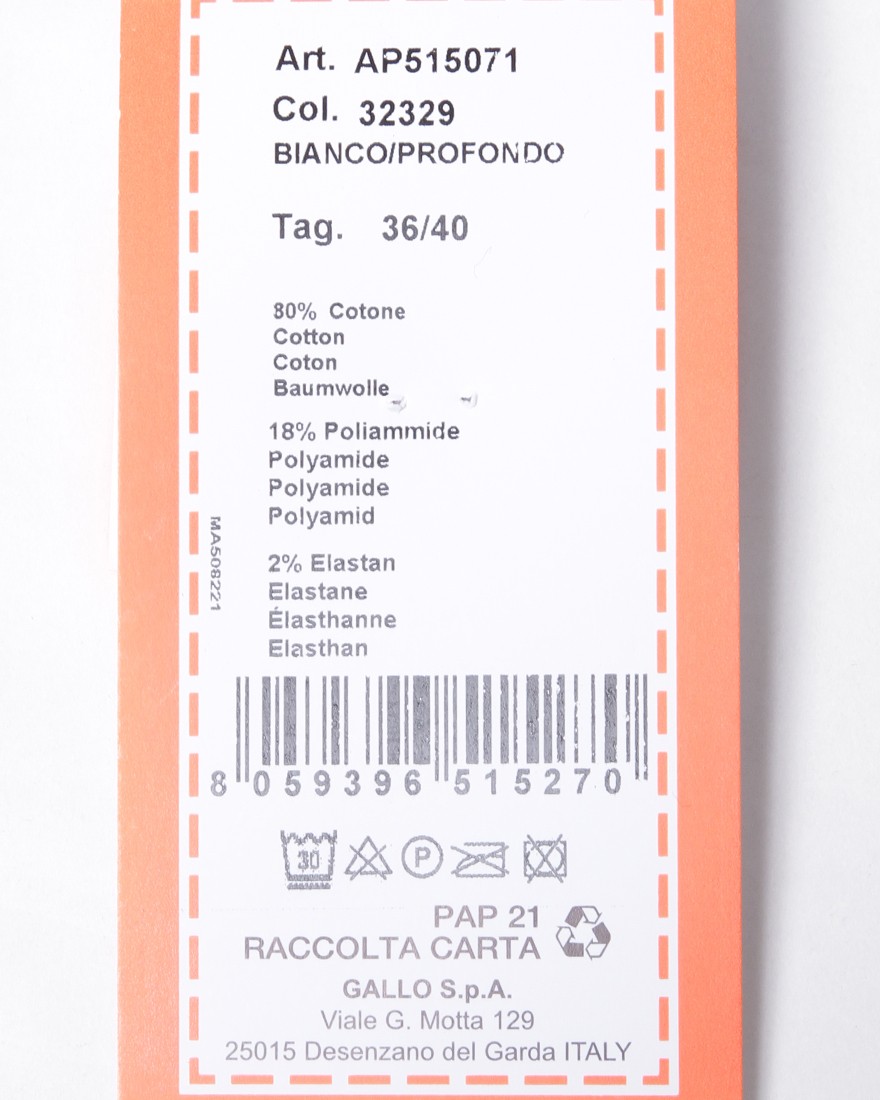 Art. AP515071
Col. 32329
BIANCO/PROFONDO
Tag. 36/40
80% Cotone
Cotton
Coton
Baumwolle
18% Poliammide
Polyamide
Polyamide
Polyamid
MA508221
2% Elastan
Elastane
Élasthanne
Elasthan
8 059396 515270
30 P
PAP 21
RACCOLTA CARTA
GALLO S.p.A.
Viale G. Motta 129
25015 Desenzano del Garda ITALY